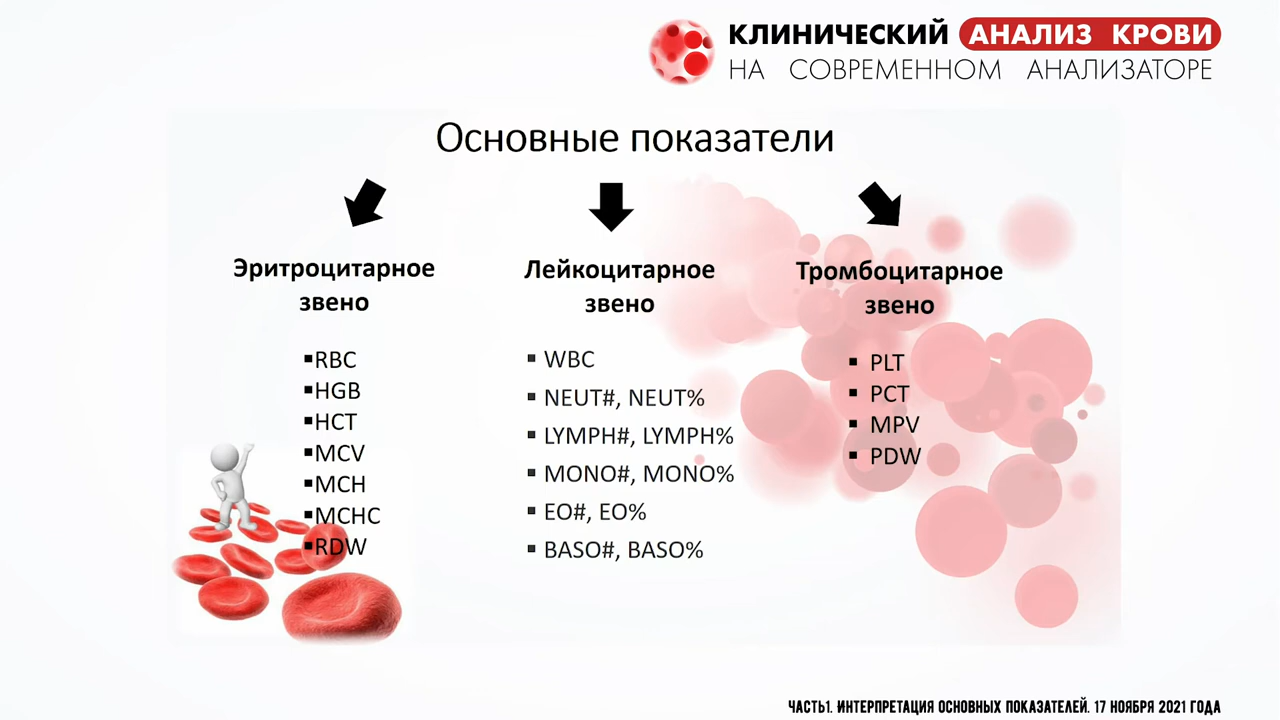 КЛИНИЧЕСКИЙ АНАЛИЗ КРОВИ
НА СОВРЕМЕННОМ АНАЛИЗАТОРЕ
Основные показатели
Эритроцитарное
звено
▪RBC
▪HGB
▪HCT
▪MCV
▪MCH
▪MCHC
▪RDW
Лейкоцитарное
звено
▪ WBC
▪ NEUT#, NEUT%
▪ LYMPH#, LYMPH%
▪ MONO#, MONO%
▪ EO#, EO%
▪ BASO#, BASO%
Тромбоцитарное
звено
▪ PLT
▪ PCT
▪ MPV
▪ PDW
ЧАСТЬ1. ИНТЕРПРЕТАЦИЯ ОСНОВНЫХ ПОКАЗАТЕЛЕЙ. 17 НОЯБРЯ 2021 ГОДА